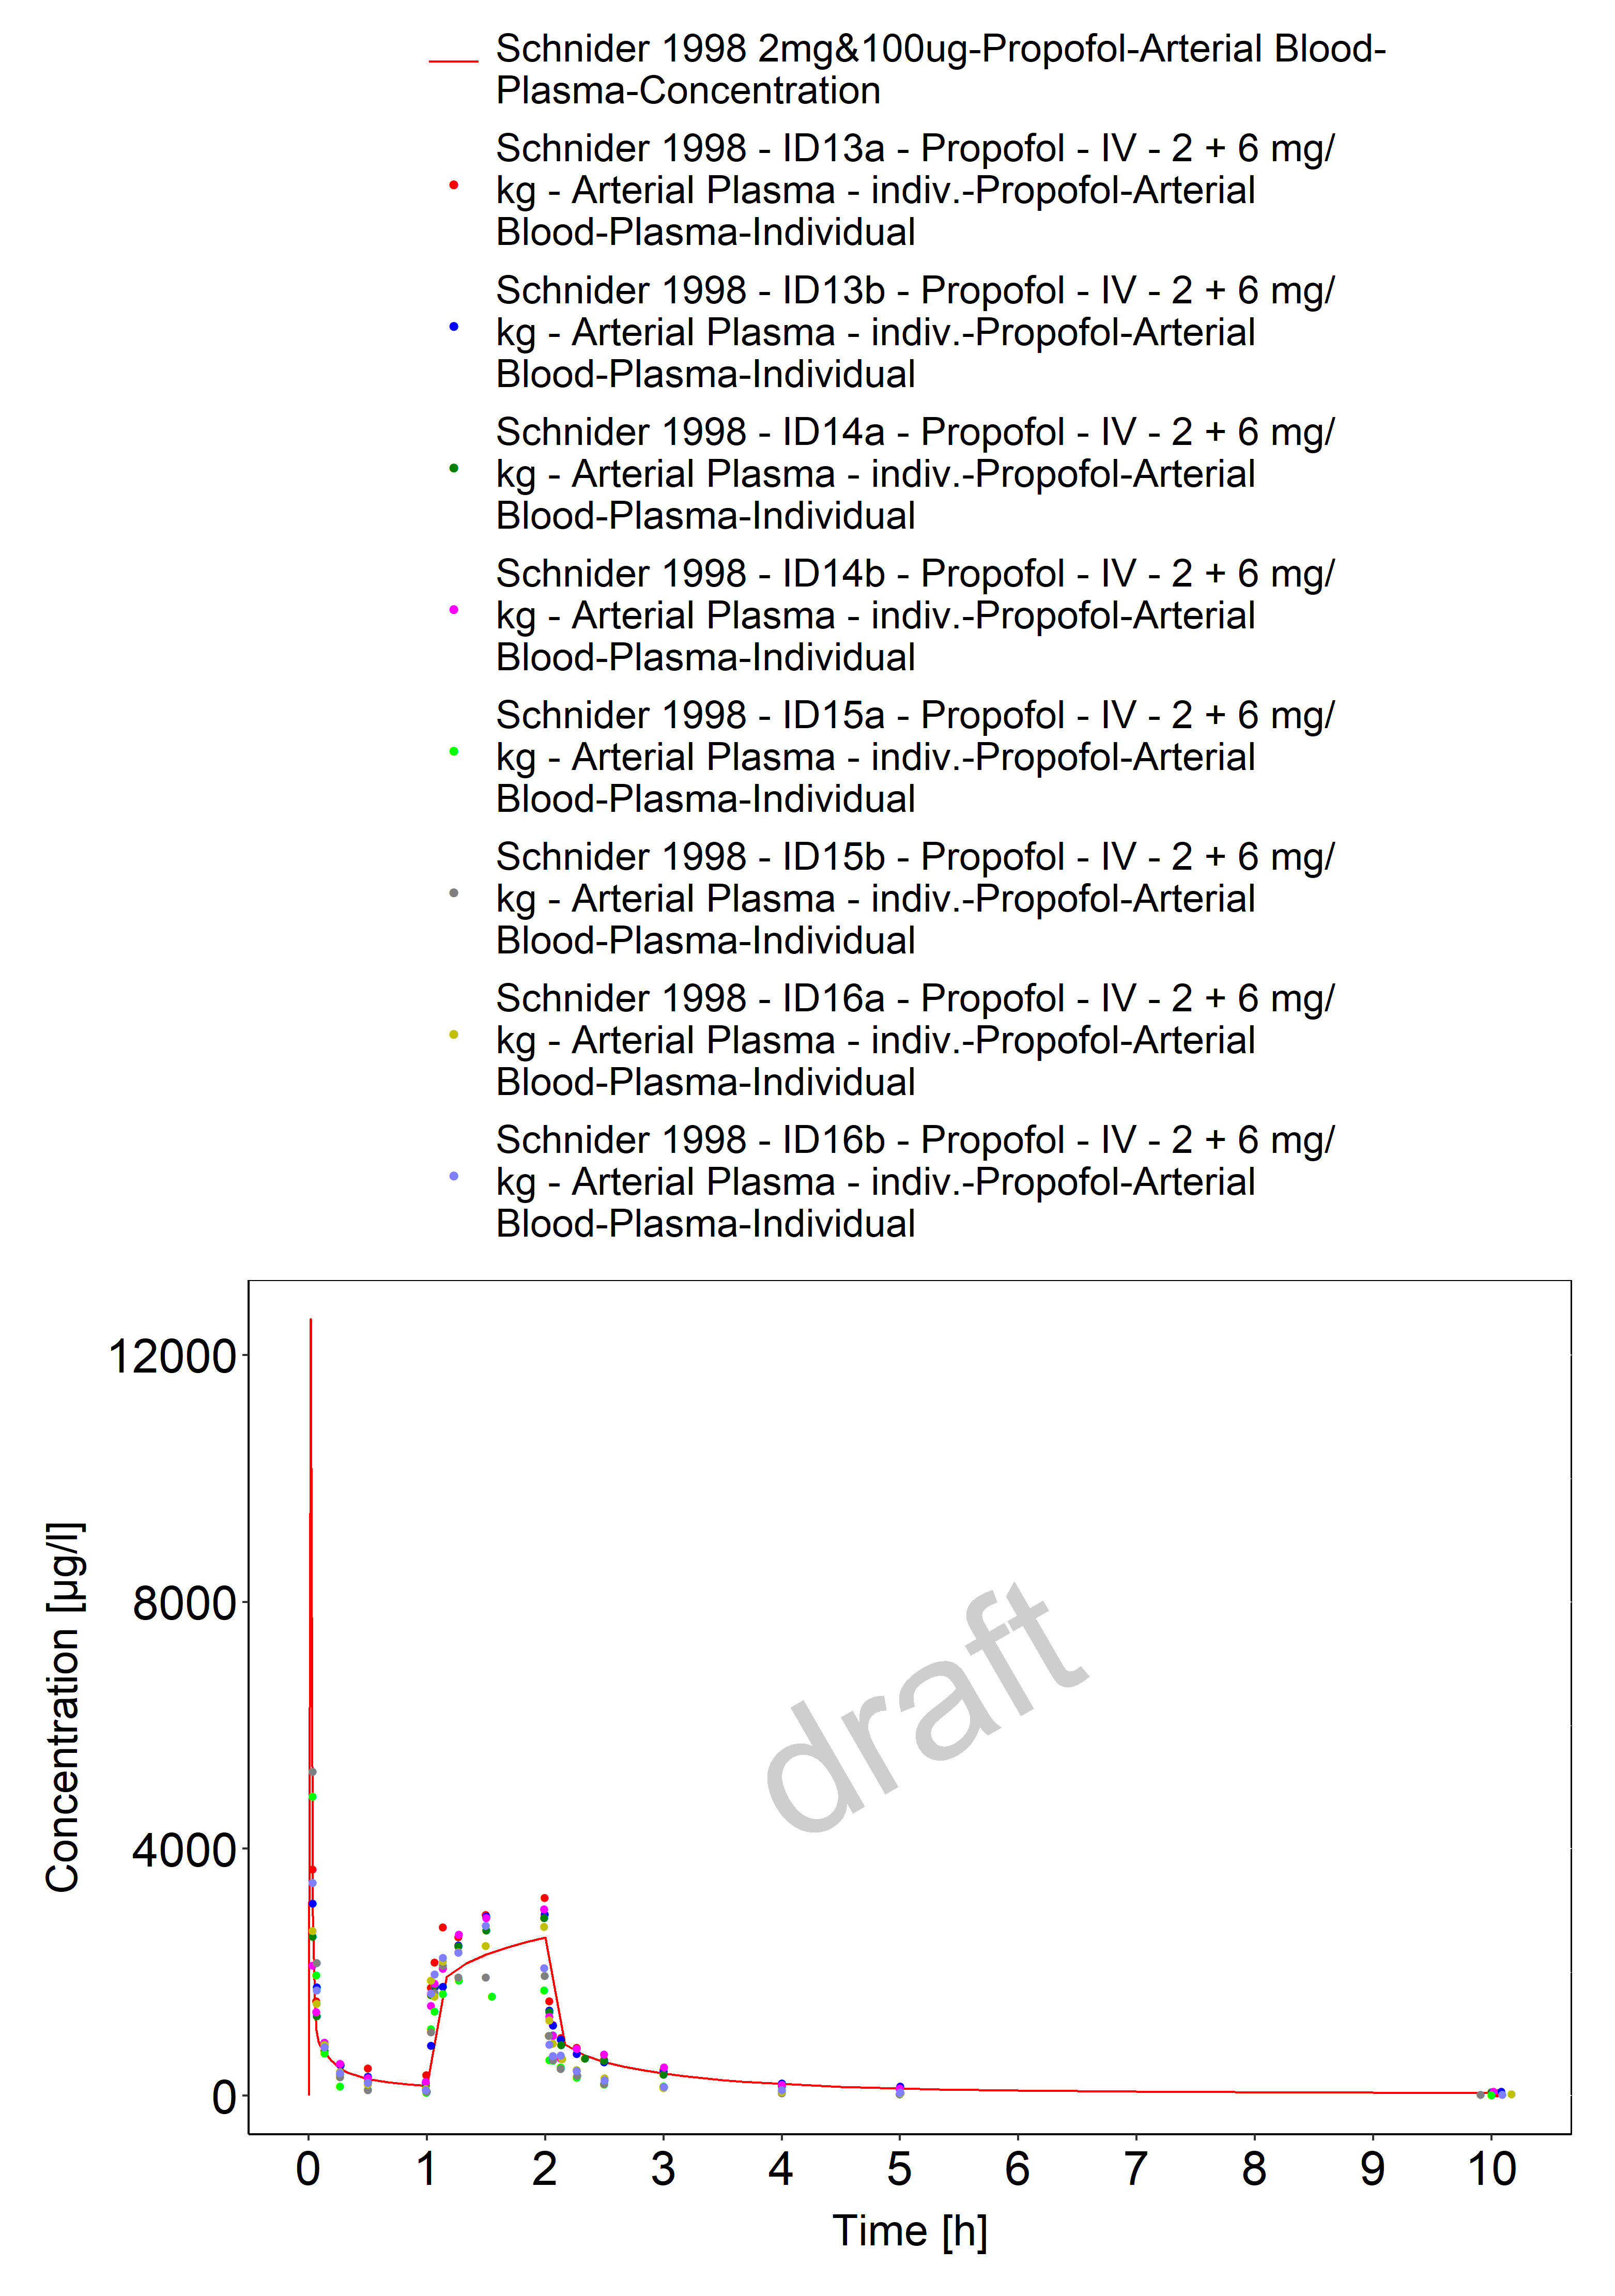 Schnider 1998 2mg&100ug-Propofol-Arterial Blood-
Plasma-Concentration
Schnider 1998 - ID13a - Propofol - IV - 2 + 6 mg/
kg - Arterial Plasma - indiv.-Propofol-Arterial
Blood-Plasma-Individual
Schnider 1998 - ID13b - Propofol - IV - 2 + 6 mg/
kg - Arterial Plasma - indiv.-Propofol-Arterial
Blood-Plasma-Individual
Schnider 1998 - ID14a - Propofol - IV - 2 + 6 mg/
kg - Arterial Plasma - indiv.-Propofol-Arterial
Blood-Plasma-Individual
Schnider 1998 - ID14b - Propofol - IV - 2 + 6 mg/
kg - Arterial Plasma - indiv.-Propofol-Arterial
Blood-Plasma-Individual
Schnider 1998 - ID15a - Propofol - IV - 2 + 6 mg/
kg - Arterial Plasma - indiv.-Propofol-Arterial
Blood-Plasma-Individual
Schnider 1998 - ID15b - Propofol - IV - 2 + 6 mg/
kg - Arterial Plasma - indiv.-Propofol-Arterial
Blood-Plasma-Individual
Schnider 1998 - ID16a - Propofol - IV - 2 + 6 mg/
kg - Arterial Plasma - indiv.-Propofol-Arterial
Blood-Plasma-Individual
Schnider 1998 - ID16b - Propofol - IV - 2 + 6 mg/
kg - Arterial Plasma - indiv.-Propofol-Arterial
Blood-Plasma-Individual
Concentration [µg/l]
12000
8000
4000
0
draft
0 1 2 3 4 5 6 7 8 9 10
Time [h]